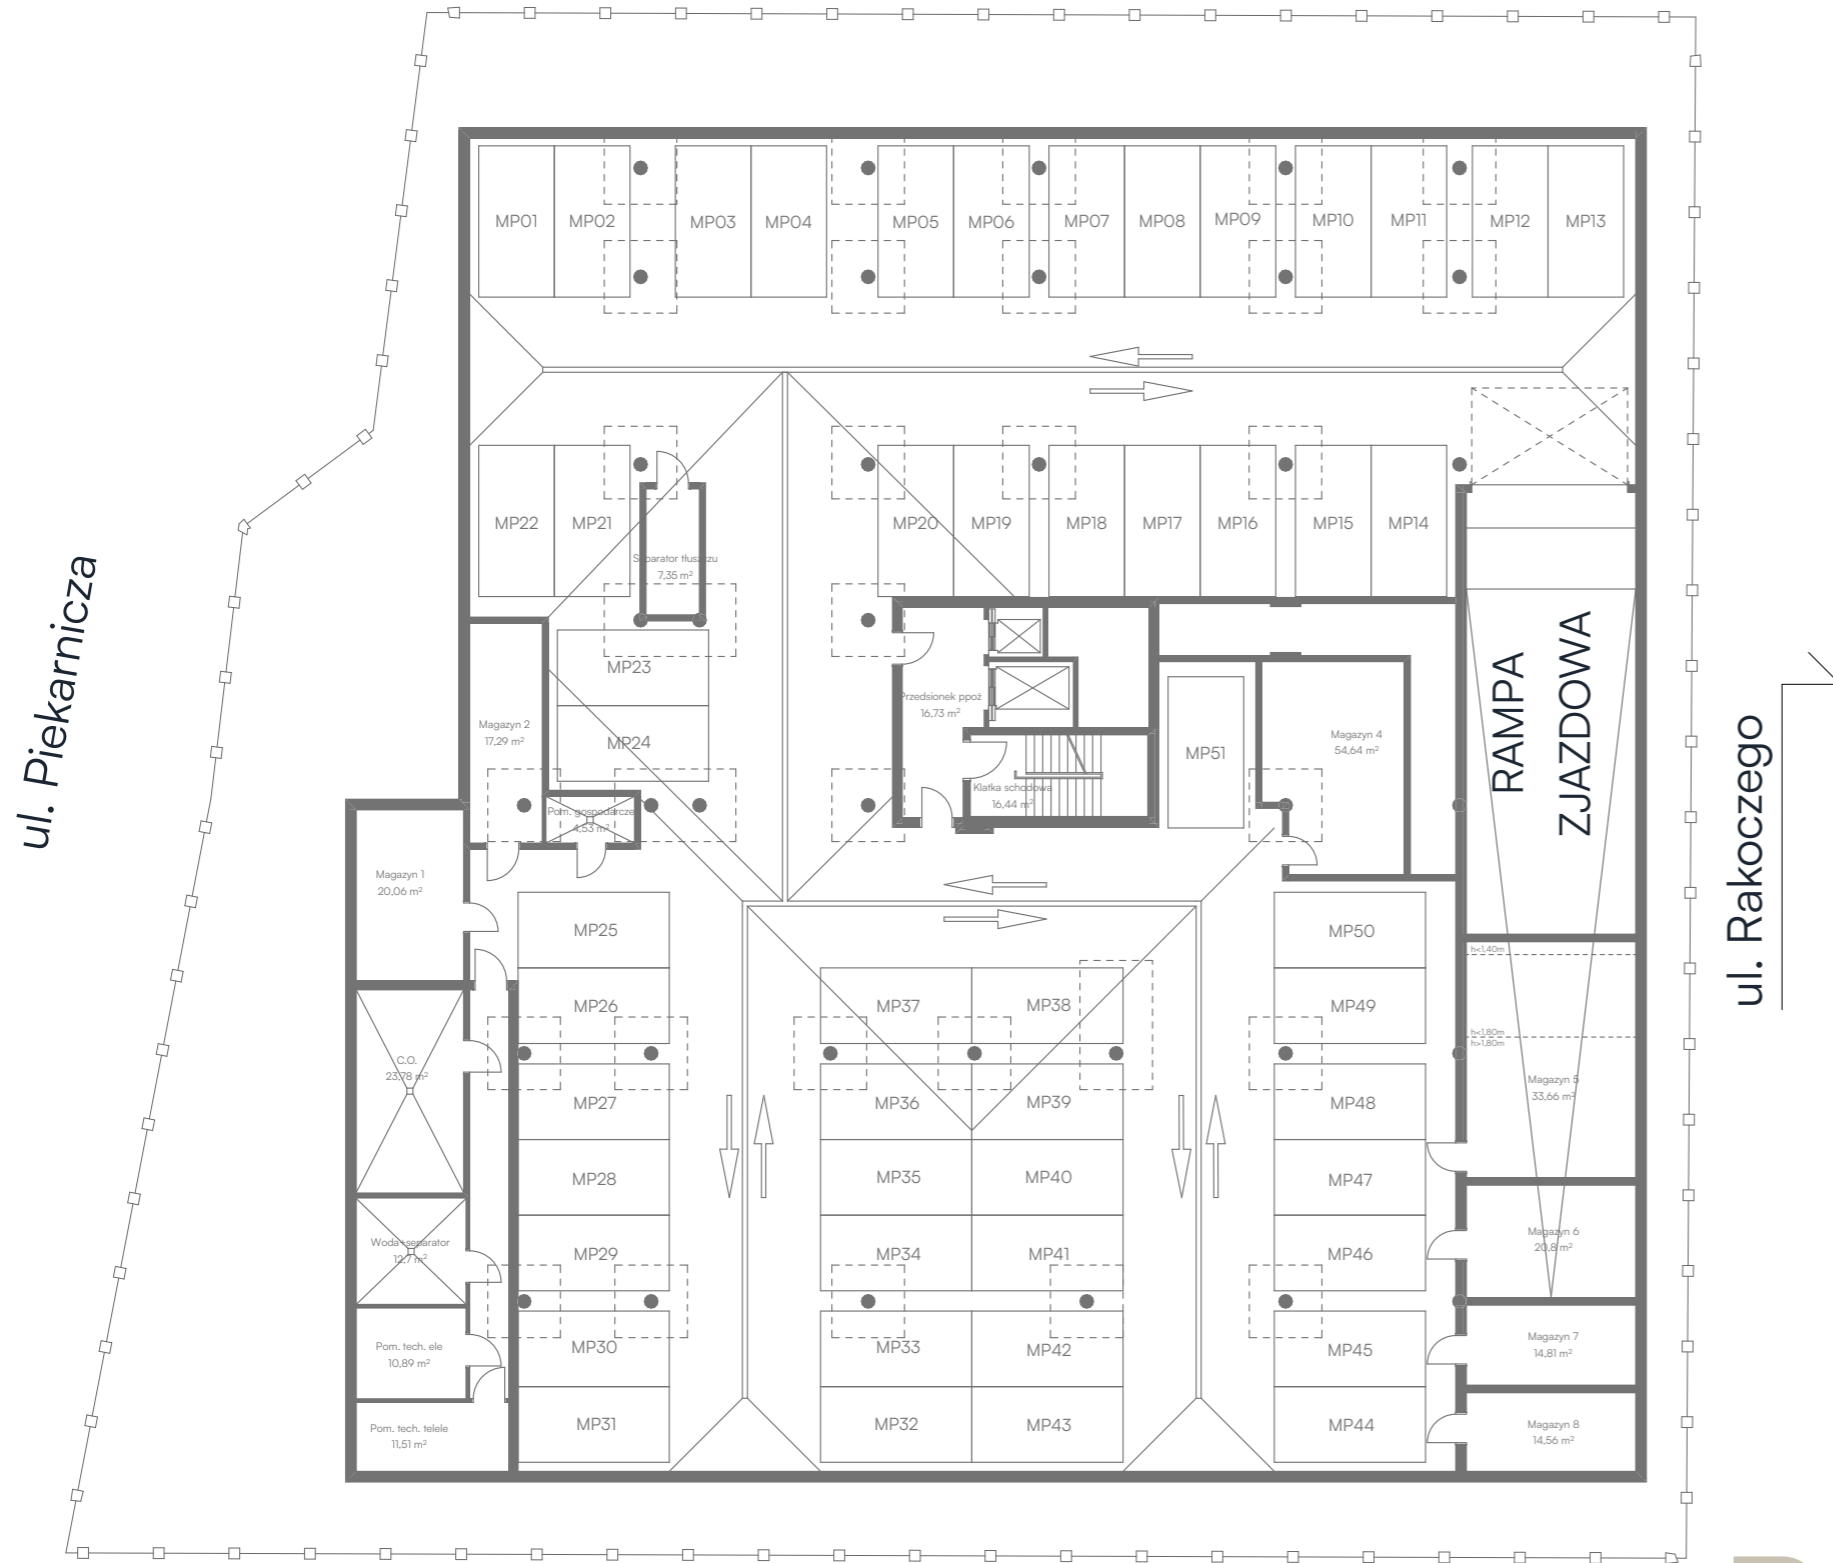 MP01 MP02 MP03 MP04 MP05 MP06 MP07 MP08 MP09 MP10 MP11 MP12 MP13
MP22 MP21 MP20 MP19 MP18 MP17 MP16 MP15 MP14
Separator tłuszczu
7,35 m²
ul. Piekarnicza
MP23
MP24
Magazyn 2
17,29 m²
Pom. gospodarcze
4,53 m²
Przedsionek ppoż
16,73 m²
Klatka schodowa
16,44 m²
MP51
Magazyn 4
54,64 m²
RAMPA
ZJAZDOWA
ul. Rakoczego
Magazyn 1
20,06 m²
C.O.
23,78 m²
Woda+separator
12,7 m²
Pom. tech. ele
10,89 m²
Pom. tech. telele
11,51 m²
MP25
MP26
MP27
MP28
MP29
MP30
MP31
MP37 MP38
MP36 MP39
MP35 MP40
MP34 MP41
MP33 MP42
MP32 MP43
MP50
MP49
MP48
MP47
MP46
MP45
MP44
h<1,40m
h<1,80m
h>1,80m
Magazyn 5
33,66 m²
Magazyn 6
20,8 m²
Magazyn 7
14,81 m²
Magazyn 8
14,56 m²